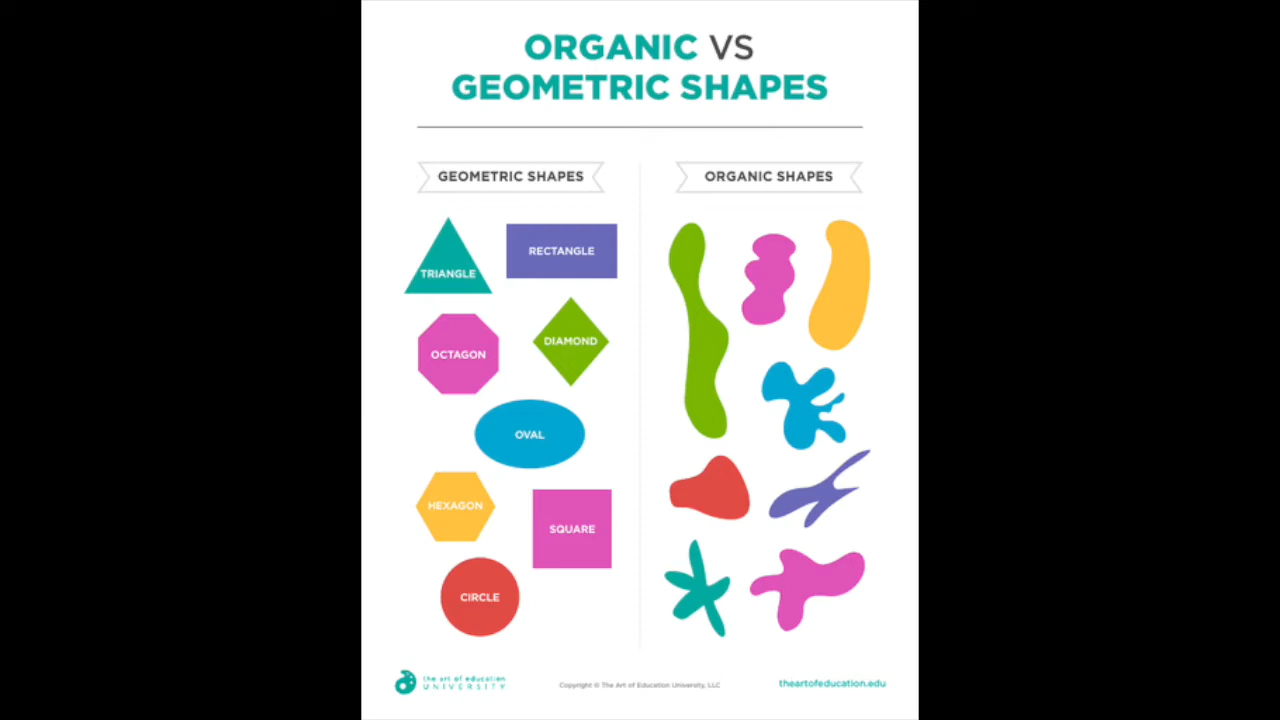 ORGANIC VS
GEOMETRIC SHAPES
GEOMETRIC SHAPES
TRIANGLE
RECTANGLE
OCTAGON
DIAMOND
OVAL
HEXAGON
SQUARE
CIRCLE
ORGANIC SHAPES
the art of education
UNIVERSITY
Copyright © The Art of Education University, LLC
theartofeducation.edu